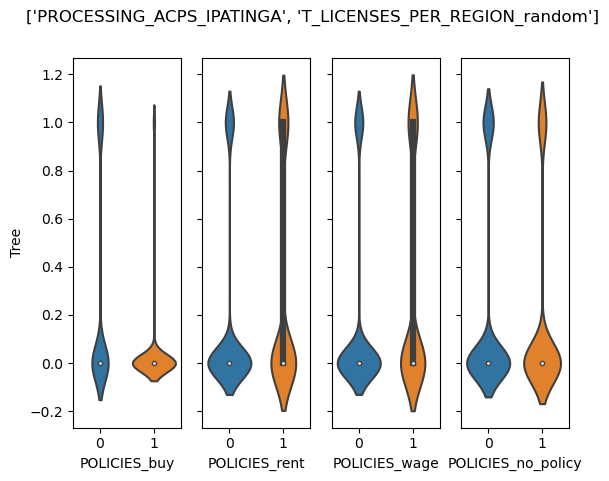 ['PROCESSING_ACPS_IPATINGA', 'T_LICENSES_PER_REGION_random']
1.2
1.0
0.8
0.6
0.4
0.2
0.0
−0.2
Tree
0 1 0 1 0 1 0 1
POLICIES_buy POLICIES_rent POLICIES_wage POLICIES_no_policy